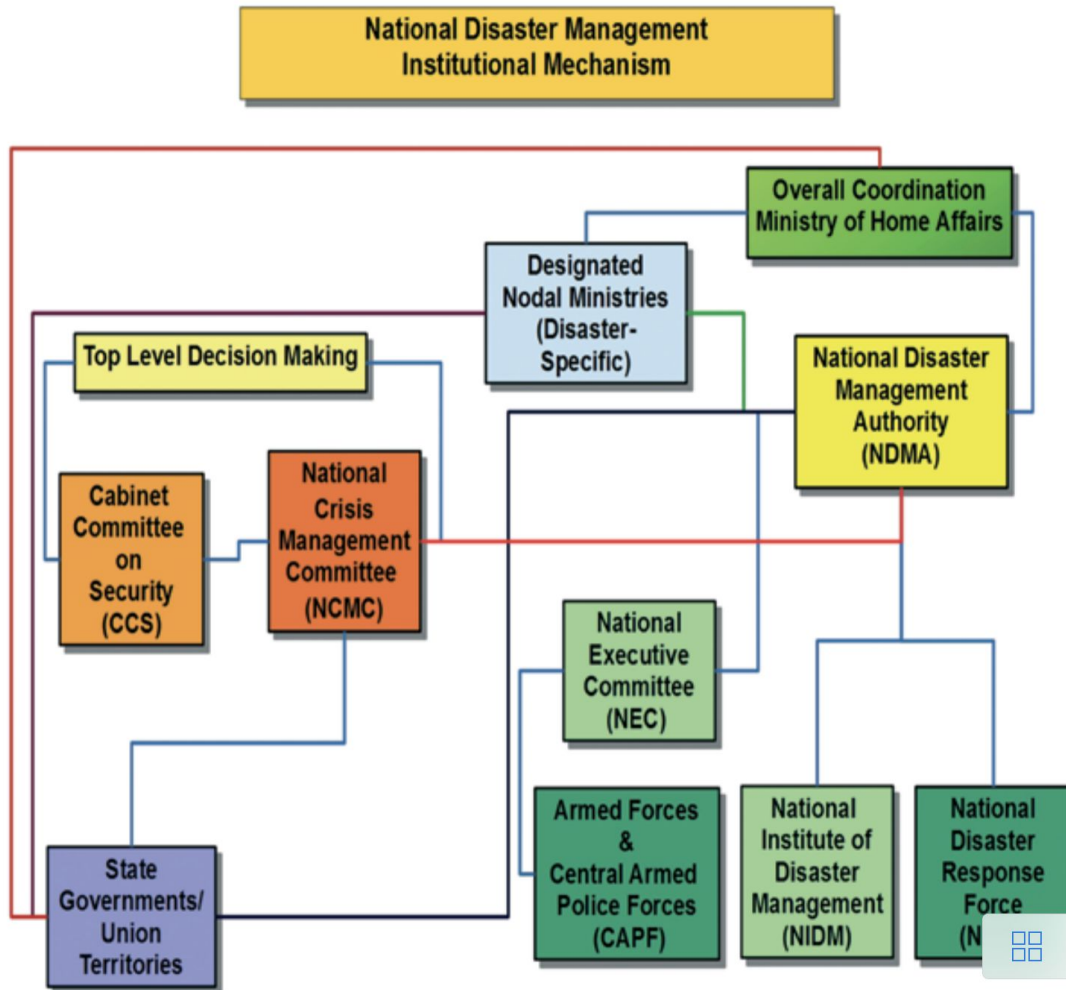 National Disaster Management
Institutional Mechanism
Overall Coordination
Ministry of Home Affairs
Designated
Nodal Ministries
(Disaster-
Specific)
Top Level Decision Making
National Disaster
Management
Authority
(NDMA)
Cabinet
Committee
on
Security
(CCS)
National
Crisis
Management
Committee
(NCMC)
National
Executive
Committee
(NEC)
State
Governments/
Union
Territories
Armed Forces
&
Central Armed
Police Forces
(CAPF)
National
Institute of
Disaster
Management
(NIDM)
National
Disaster
Response
Force